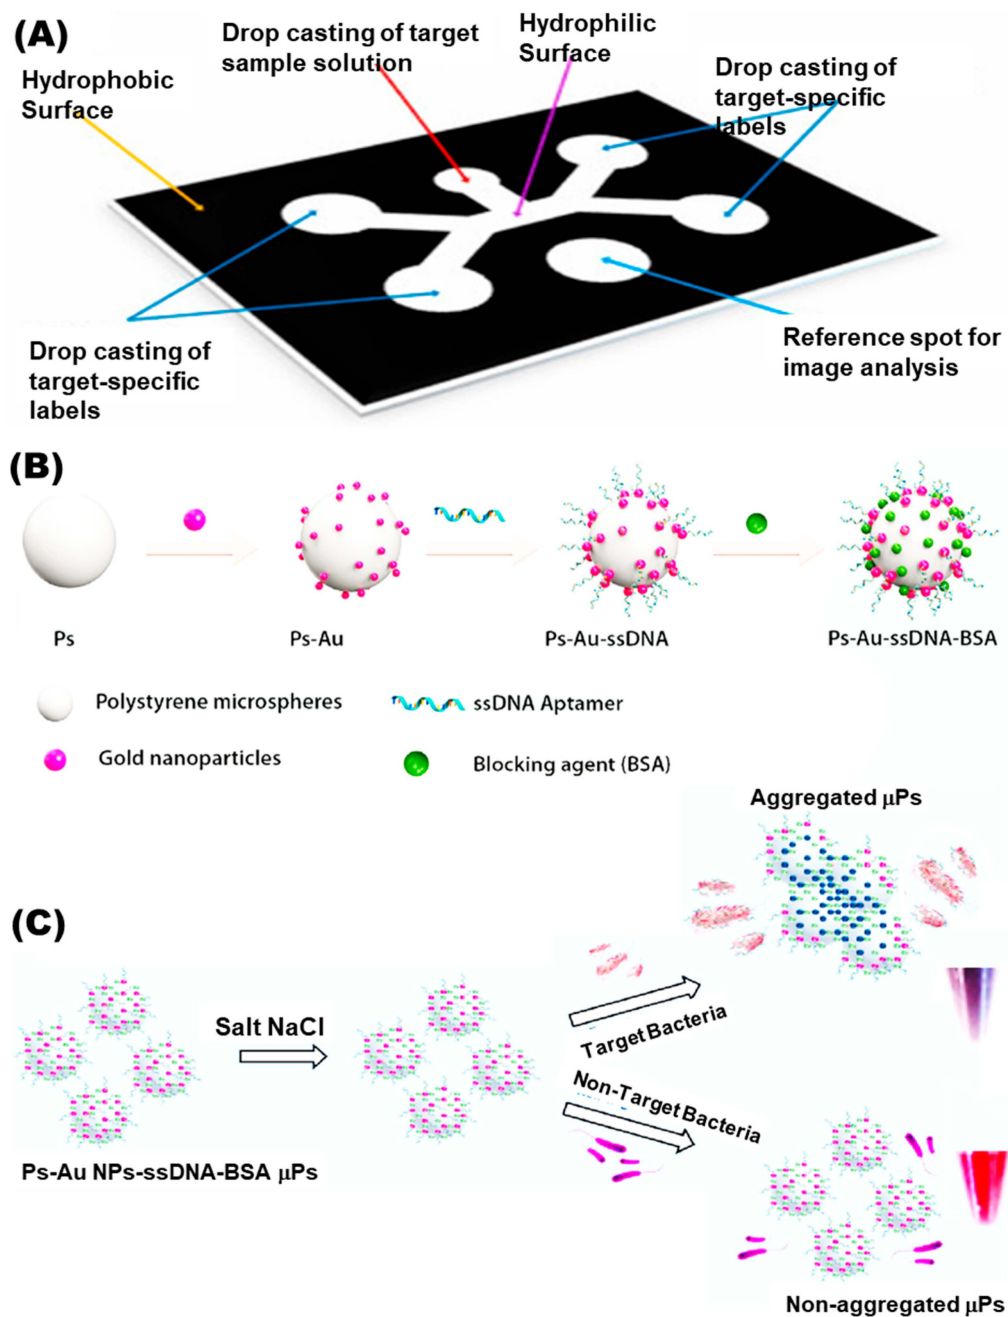 (A)
Drop casting of target
sample solution
Hydrophilic
Surface
Hydrophobic
Surface
Drop casting of
target-specific
labels
Drop casting of
target-specific
labels
Reference spot for
image analysis
(B)
Ps
Ps-Au
Ps-Au-ssDNA
Ps-Au-ssDNA-BSA
Polystyrene microspheres
ssDNA Aptamer
Gold nanoparticles
Blocking agent (BSA)
Aggregated μPs
(C)
Salt NaCl
Target Bacteria
Non-Target Bacteria
Ps-Au NPs-ssDNA-BSA μPs
Non-aggregated μPs